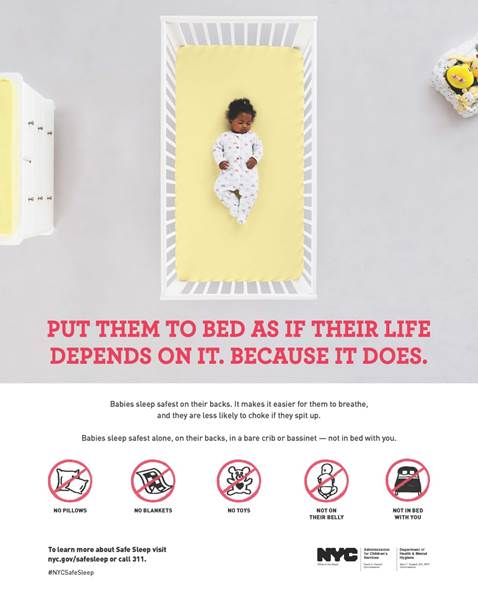 PUT THEM TO BED AS IF THEIR LIFE
DEPENDS ON IT. BECAUSE IT DOES.
Babies sleep safest on their backs. It makes it easier for them to breathe,
and they are less likely to choke if they spit up.
Babies sleep safest alone, on their backs, in a bare crib or bassinet — not in bed with you.
NO PILLOWS
NO BLANKETS
NO TOYS
NOT ON
THEIR BELLY
NOT IN BED
WITH YOU
To learn more about Safe Sleep visit
nyc.gov/safesleep or call 311.
#NYCSafeSleep
NYC
Administration
for Children's
Services
Department of
Health & Mental
Hygiene